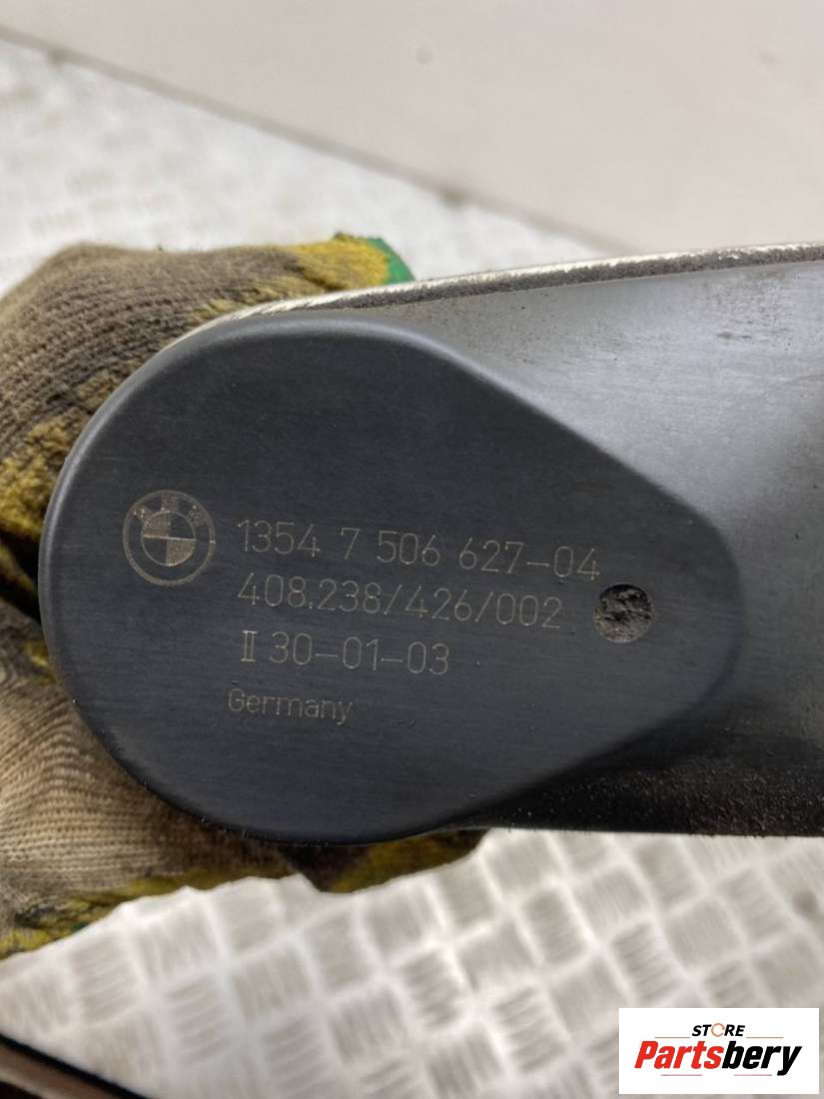 1354 7 506 627-04
408.238/426/002
II 30-01-03
Germany
STORE
Partsbery